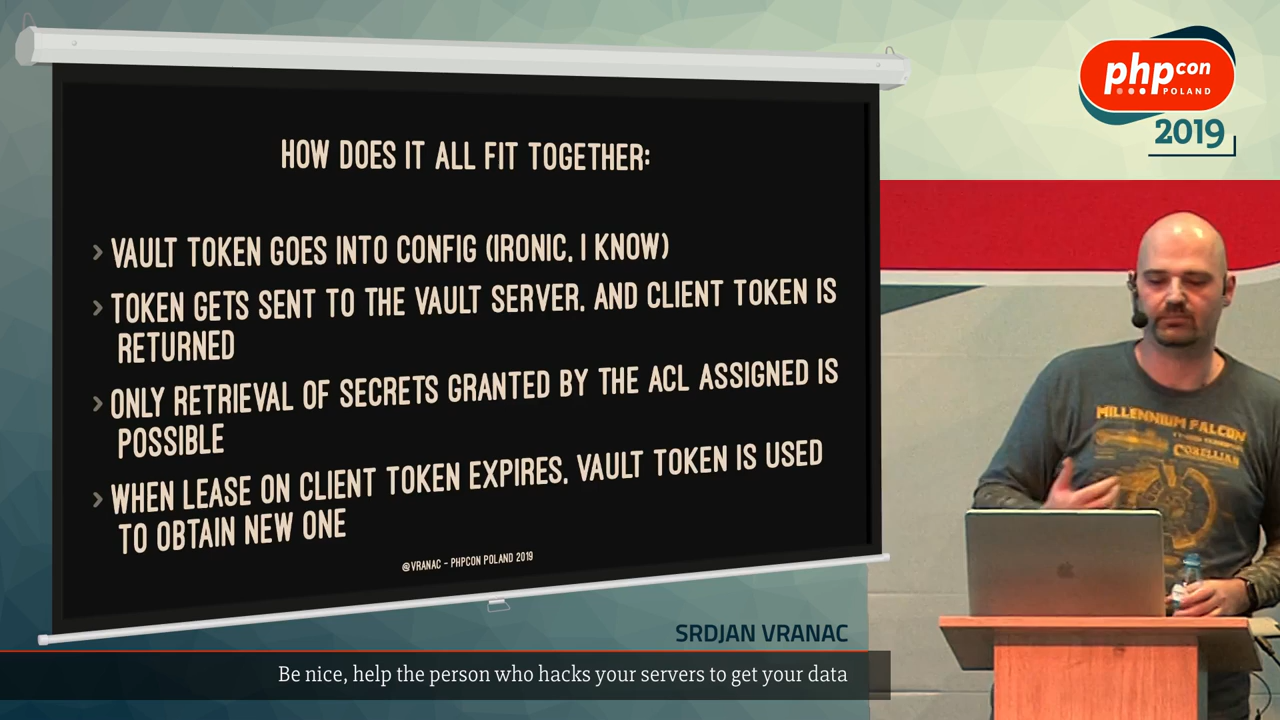 HOW DOES IT ALL FIT TOGETHER:
VAULT TOKEN GOES INTO CONFIG (IRONIC, I KNOW)
TOKEN GETS SENT TO THE VAULT SERVER, AND CLIENT TOKEN IS
RETURNED
ONLY RETRIEVAL OF SECRETS GRANTED BY THE ACL ASSIGNED IS
POSSIBLE
WHEN LEASE ON CLIENT TOKEN EXPIRES, VAULT TOKEN IS USED
TO OBTAIN NEW ONE
@VRANAC - PHPCON POLAND 2019
SRDJAN VRANAC
Be nice, help the person who hacks your servers to get your data
phpcon
POLAND
2019
MILLENNIUM FALCON
CORELLIAN